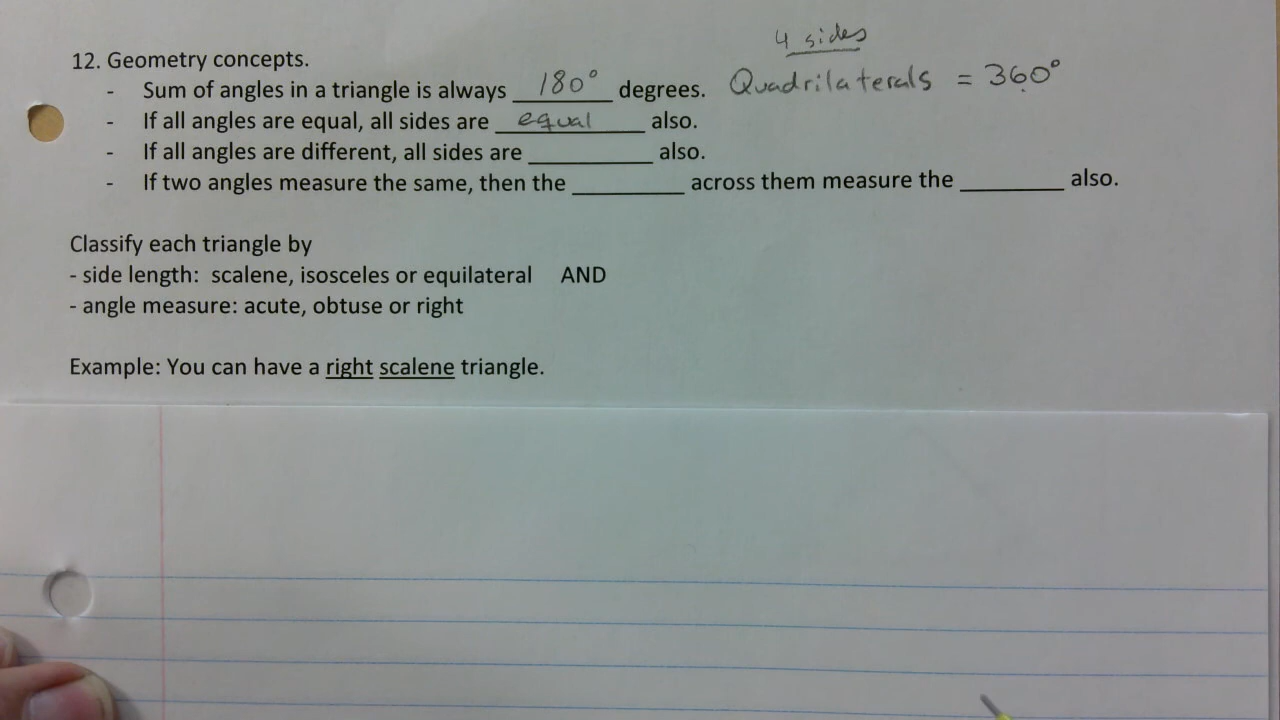 4 sides
12. Geometry concepts.
- Sum of angles in a triangle is always 180° degrees. Quadrilaterals = 360°
- If all angles are equal, all sides are equal also.
- If all angles are different, all sides are __________ also.
- If two angles measure the same, then the _________ across them measure the ________ also.
Classify each triangle by
- side length: scalene, isosceles or equilateral AND
- angle measure: acute, obtuse or right
Example: You can have a right scalene triangle.